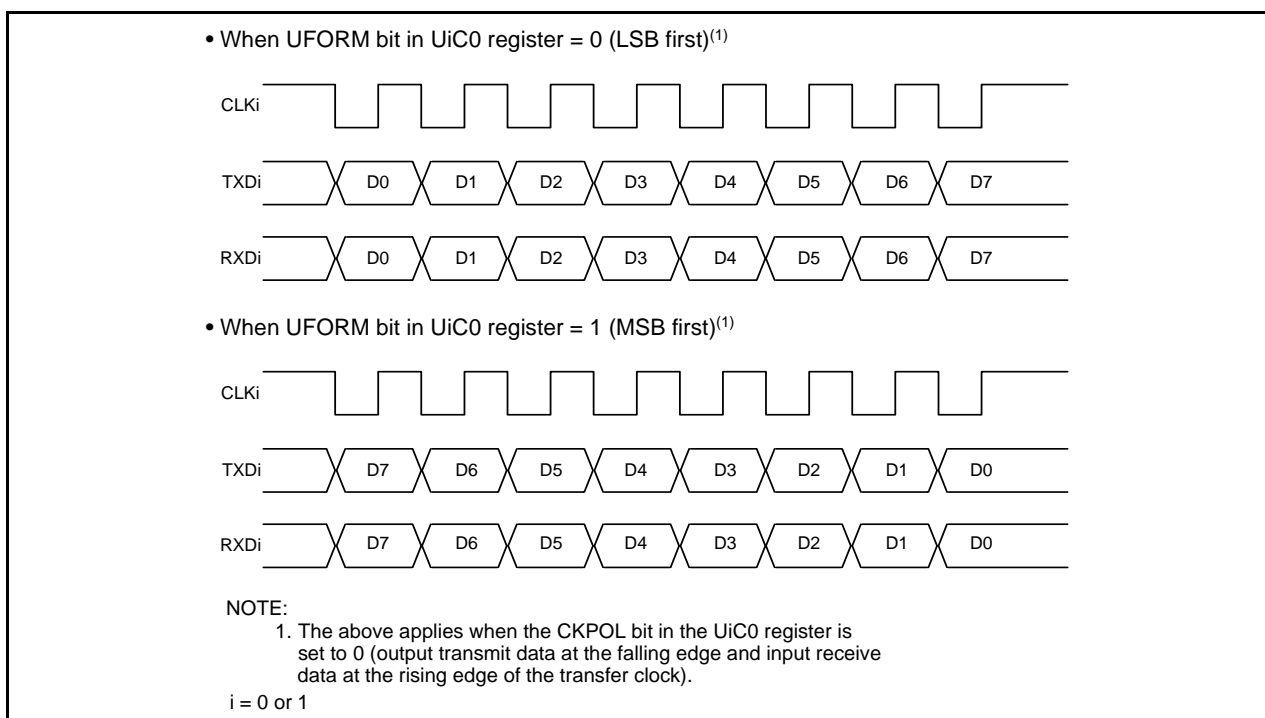 • When UFORM bit in UiC0 register = 0 (LSB first)(1)
CLKi
TXDi D0 D1 D2 D3 D4 D5 D6 D7
RXDi D0 D1 D2 D3 D4 D5 D6 D7
• When UFORM bit in UiC0 register = 1 (MSB first)(1)
CLKi
TXDi D7 D6 D5 D4 D3 D2 D1 D0
RXDi D7 D6 D5 D4 D3 D2 D1 D0
NOTE:
1. The above applies when the CKPOL bit in the UiC0 register is
set to 0 (output transmit data at the falling edge and input receive
data at the rising edge of the transfer clock).
i = 0 or 1